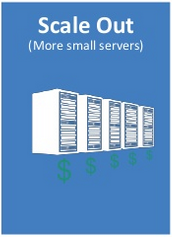 Scale Out
(More small servers)
$ $ $ $ $